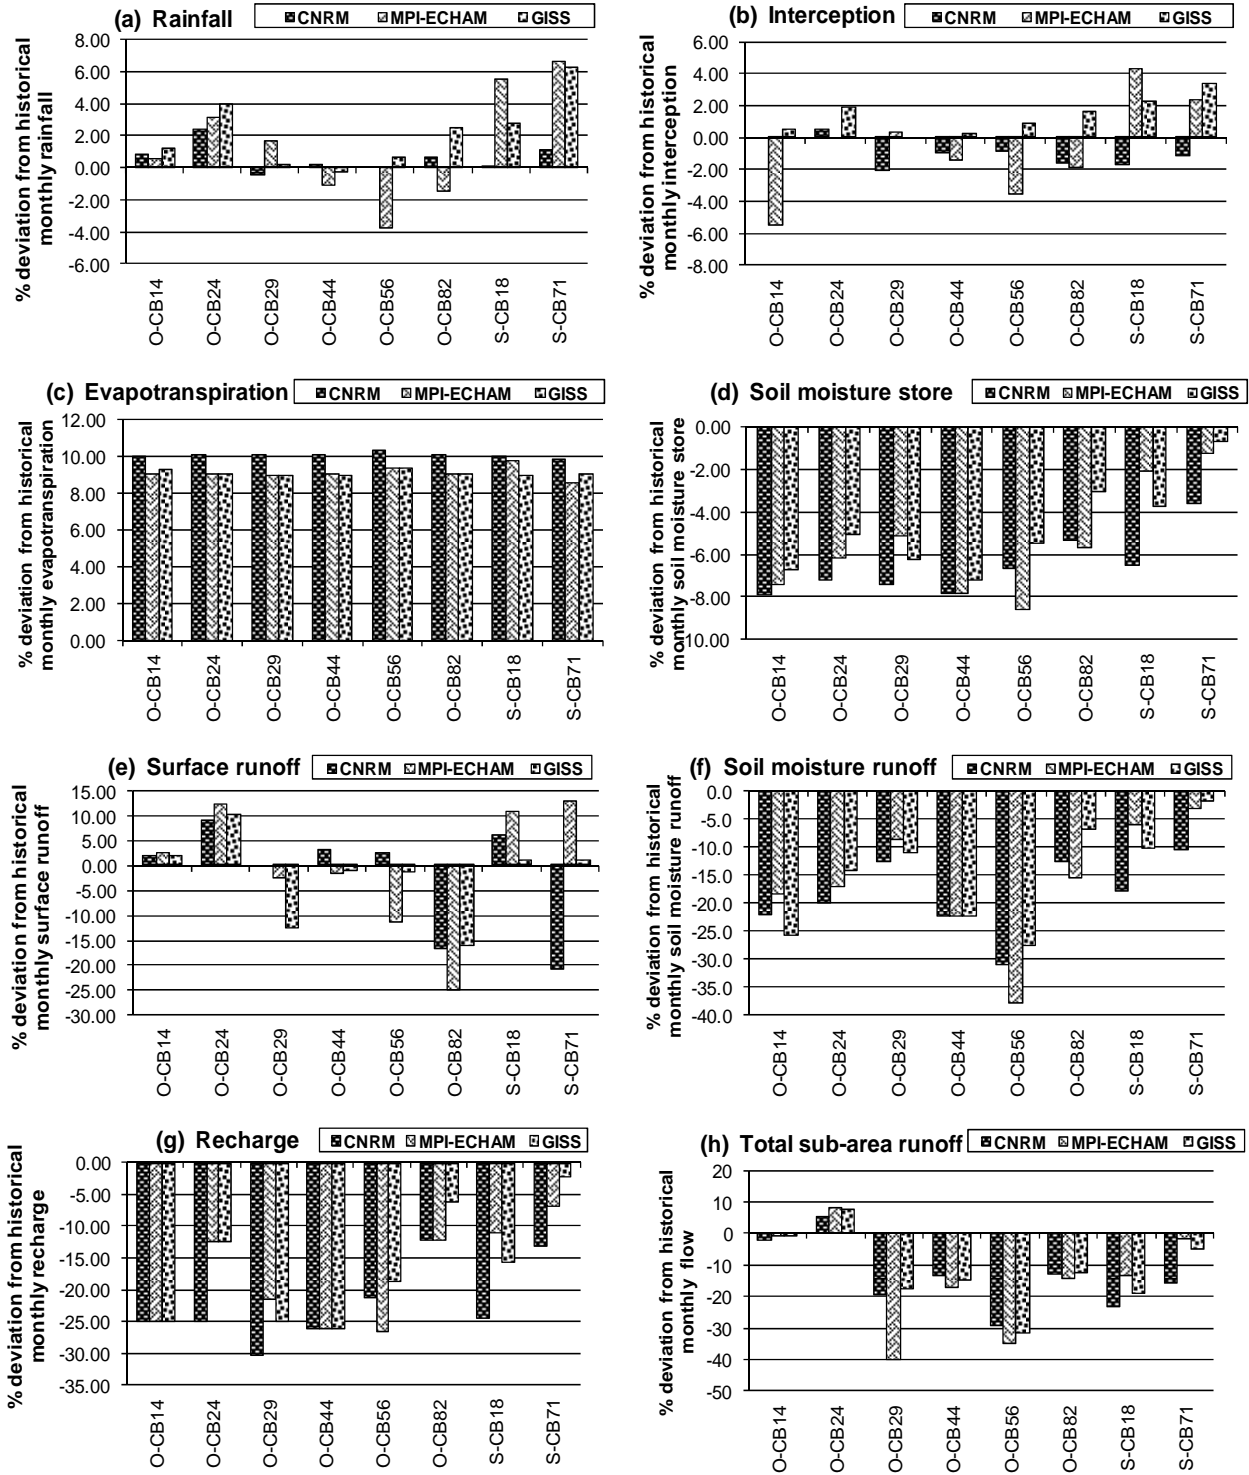 (a) Rainfall
CNRM MPI-ECHAM GISS
% deviation from historical
monthly rainfall
8.00
6.00
4.00
2.00
0.00
-2.00
-4.00
-6.00
O-CB14 O-CB24 O-CB29 O-CB44 O-CB56 O-CB82 S-CB18 S-CB71
(b) Interception
CNRM MPI-ECHAM GISS
% deviation from historical
monthly interception
6.00
4.00
2.00
0.00
-2.00
-4.00
-6.00
-8.00
O-CB14 O-CB24 O-CB29 O-CB44 O-CB56 O-CB82 S-CB18 S-CB71
(c) Evapotranspiration
CNRM MPI-ECHAM GISS
% deviation from historical
monthly evapotranspiration
12.00
10.00
8.00
6.00
4.00
2.00
0.00
O-CB14 O-CB24 O-CB29 O-CB44 O-CB56 O-CB82 S-CB18 S-CB71
(d) Soil moisture store
CNRM MPI-ECHAM GISS
% deviation from historical
monthly soil moisture store
0.00
-2.00
-4.00
-6.00
-8.00
10.00
O-CB14 O-CB24 O-CB29 O-CB44 O-CB56 O-CB82 S-CB18 S-CB71
(e) Surface runoff
CNRM MPI-ECHAM GISS
% deviation from historical
monthly surface runoff
15.00
10.00
5.00
0.00
-5.00
-10.00
-15.00
-20.00
-25.00
-30.00
O-CB14 O-CB24 O-CB29 O-CB44 O-CB56 O-CB82 S-CB18 S-CB71
(f) Soil moisture runoff
CNRM MPI-ECHAM GISS
% deviation from historical
monthly soil moisture runoff
0.0
-5.0
-10.0
-15.0
-20.0
-25.0
-30.0
-35.0
-40.0
O-CB14 O-CB24 O-CB29 O-CB44 O-CB56 O-CB82 S-CB18 S-CB71
(g) Recharge
CNRM MPI-ECHAM GISS
% deviation from historical
monthly recharge
0.00
-5.00
-10.00
-15.00
-20.00
-25.00
-30.00
-35.00
O-CB14 O-CB24 O-CB29 O-CB44 O-CB56 O-CB82 S-CB18 S-CB71
(h) Total sub-area runoff
CNRM MPI-ECHAM GISS
% deviation from historical
monthly flow
20
10
0
-10
-20
-30
-40
-50
O-CB14 O-CB24 O-CB29 O-CB44 O-CB56 O-CB82 S-CB18 S-CB71